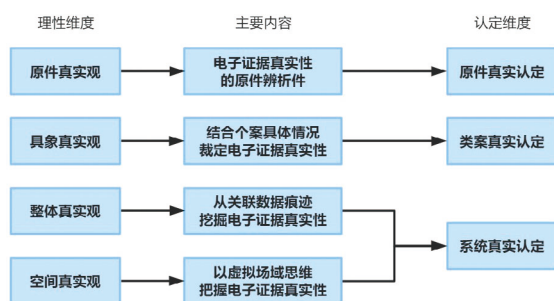 理性维度
主要内容
认定维度
原件真实观
电子证据真实性
的原件辨折件
原件真实认定
具象真实观
结合个案具体情况
裁定电子证据真实性
类案真实认定
整体真实观
从关联数据痕迹
挖掘电子证据真实性
系统真实认定
空间真实观
以虚拟场域思维
把握电子证据真实性